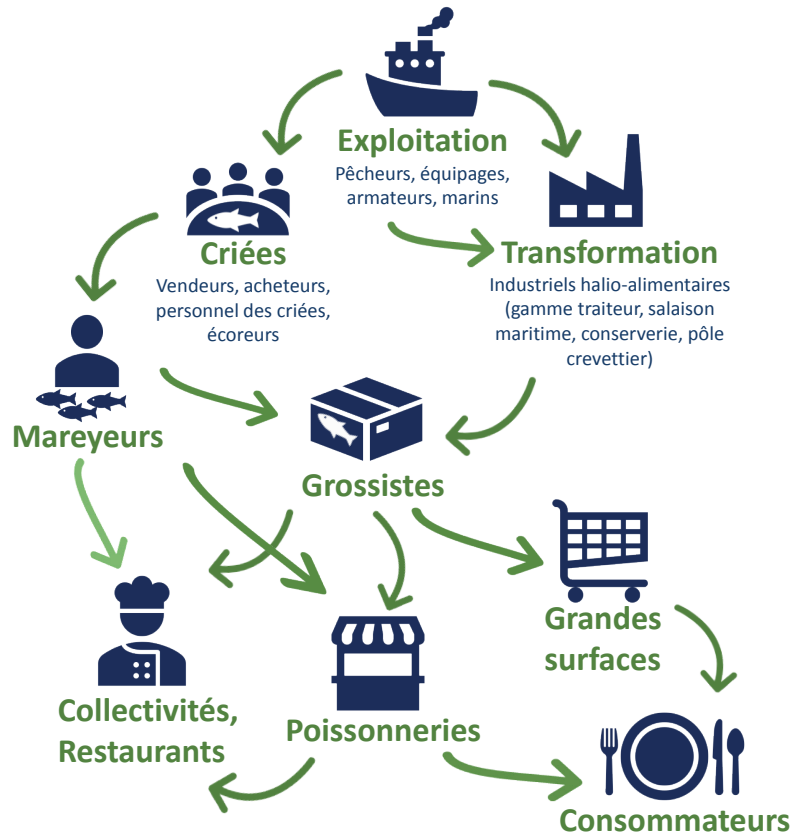 Exploitation
Pêcheurs, équipages,
armateurs, marins
Criées
Vendeurs, acheteurs,
personnel des criées,
écoreurs
Transformation
Industriels halio-alimentaires
(gamme traiteur, salaison
maritime, conserverie, pôle
crevettier)
Mareyeurs
Grossistes
Grandes
surfaces
Collectivités,
Restaurants
Poissonneries
Consommateurs